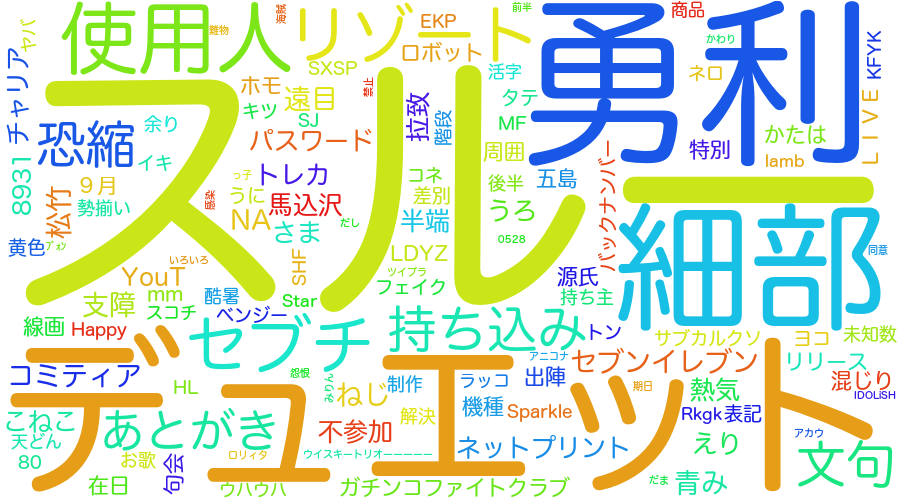 スル
デュエット
勇利
細部
使用人
リゾート
セブチ
持ち込み
恐縮
あとがき
文句
EKP
ロボット
商品
前半
海賊
難物
ヤバ
SXSP
活字
かわり
KFYK
ホモ
遠目
禁止
拉致
階段
タテ
ネロ
LIVE
チャリア
余り
キツ
SJ
MF
かたは
パスワード
周囲
特別
lamb
8931
イキ
9月
トレカ
コネ
後半
五島
バックナンバー
勢揃い
松竹
うに
っ子
感染
馬込沢
差別
うろ
NA
さま
だし
半端
0528
黄色
ブォン
いろいろ
SHF
LDYZ
ツイプラ
フェイク
源氏
持ち主
同意
YouT
支障
mm
スコチ
酷暑
ベンジー
Star
線画
Happy
トン
サブカルクソ
ヨコ
未知数
コミティア
アニコナ
セブンイレブン
リリース
混じり
HL
怨恨
みりん
ねじ
制作
ラッコ
出陣
期日
熱気
IDOLiSH
こねこ
天どん
80
解決
機種
Sparkle
Rkgk表記
不参加
アカウ
お歌
ロリィタ
ウイスキートリオーーーーー
ネットプリント
えり
在日
句会
ウハウハ
ガチンコファイトクラブ
だま
青み